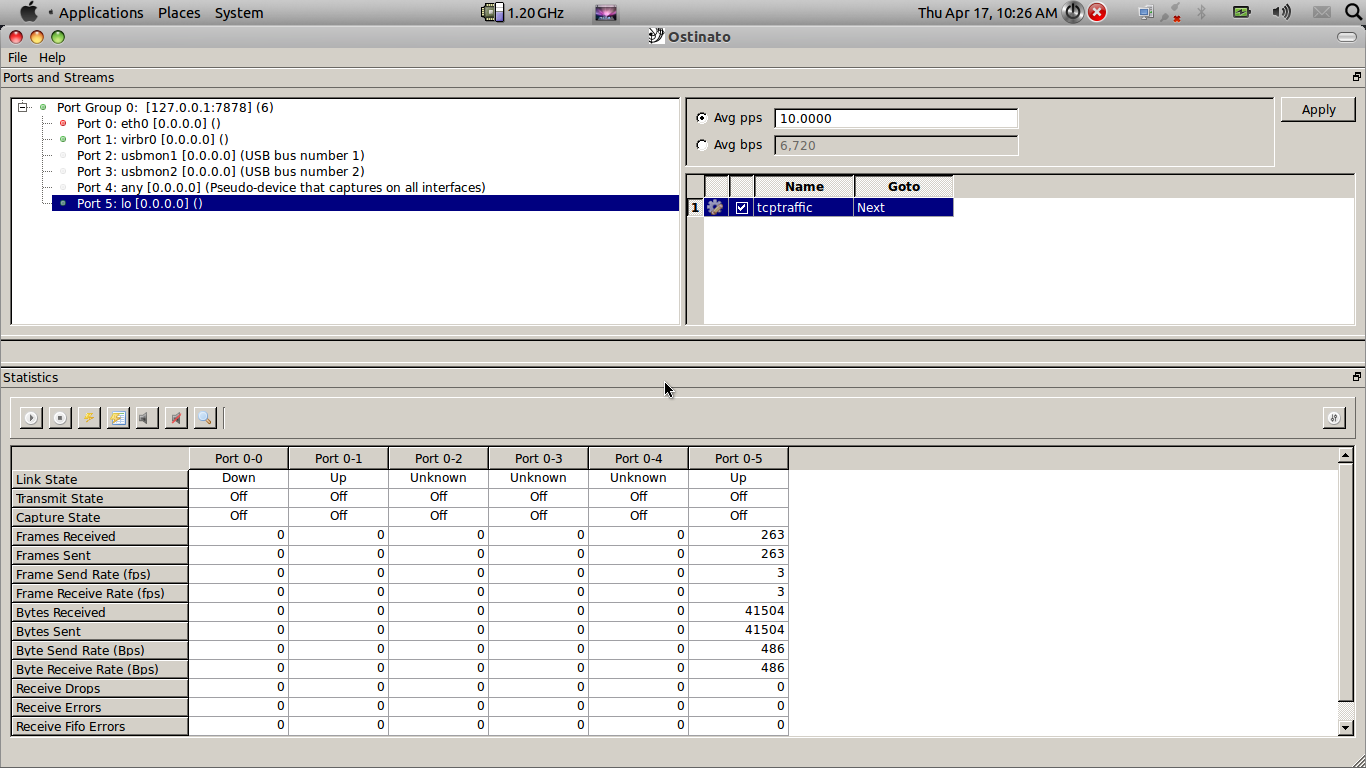 Applications Places System 1.20 GHz Thu Apr 17, 10:26 AM
Ostinato
File Help
Ports and Streams
Port Group 0: [127.0.0.1:7878] (6)
Port 0: eth0 [0.0.0.0] ()
Port 1: virbr0 [0.0.0.0] ()
Port 2: usbmon1 [0.0.0.0] (USB bus number 1)
Port 3: usbmon2 [0.0.0.0] (USB bus number 2)
Port 4: any [0.0.0.0] (Pseudo-device that captures on all interfaces)
Port 5: lo [0.0.0.0] ()
Avg pps 10.0000 Apply
Avg bps 6,720
Name Goto
1 tcptraffic Next
Statistics
Port 0-0 Port 0-1 Port 0-2 Port 0-3 Port 0-4 Port 0-5
Link State Down Up Unknown Unknown Unknown Up
Transmit State Off Off Off Off Off Off
Capture State Off Off Off Off Off Off
Frames Received 0 0 0 0 0 263
Frames Sent 0 0 0 0 0 263
Frame Send Rate (fps) 0 0 0 0 0 3
Frame Receive Rate (fps) 0 0 0 0 0 3
Bytes Received 0 0 0 0 0 41504
Bytes Sent 0 0 0 0 0 41504
Byte Send Rate (Bps) 0 0 0 0 0 486
Byte Receive Rate (Bps) 0 0 0 0 0 486
Receive Drops 0 0 0 0 0 0
Receive Errors 0 0 0 0 0 0
Receive Fifo Errors 0 0 0 0 0 0